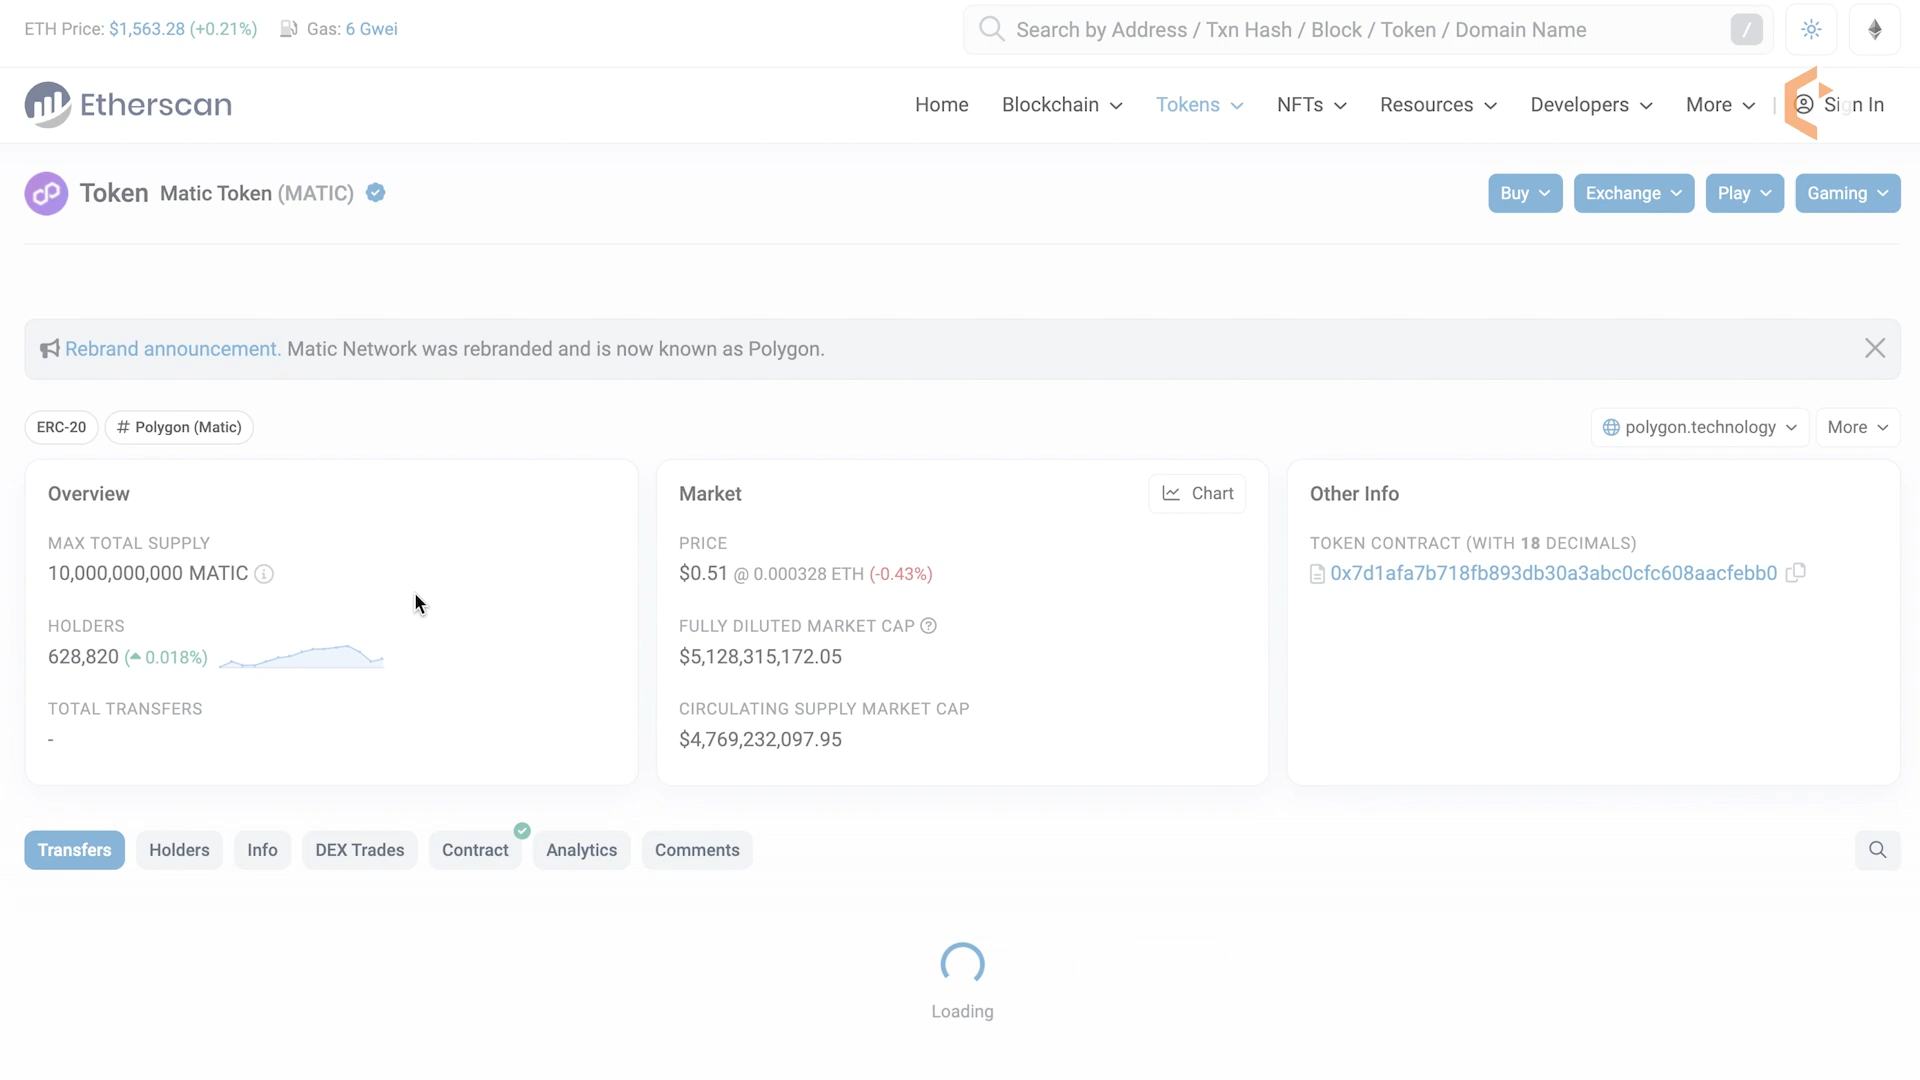 ETH Price: $1,563.28 (+0.21%) Gas: 6 Gwei
Search by Address / Txn Hash / Block / Token / Domain Name /
Etherscan
Home Blockchain Tokens NFTs Resources Developers More | Sign In
Token Matic Token (MATIC)
Buy Exchange Play Gaming
Rebrand announcement. Matic Network was rebranded and is now known as Polygon.
ERC-20 # Polygon (Matic)
polygon.technology More
Overview
MAX TOTAL SUPPLY
10,000,000,000 MATIC
HOLDERS
628,820 (0.018%)
TOTAL TRANSFERS
-
Market
Chart
PRICE
$0.51 @ 0.000328 ETH (-0.43%)
FULLY DILUTED MARKET CAP
$5,128,315,172.05
CIRCULATING SUPPLY MARKET CAP
$4,769,232,097.95
Other Info
TOKEN CONTRACT (WITH 18 DECIMALS)
0x7d1afa7b718fb893db30a3abc0cfc608aacfebb0
Transfers Holders Info DEX Trades Contract Analytics Comments
Loading